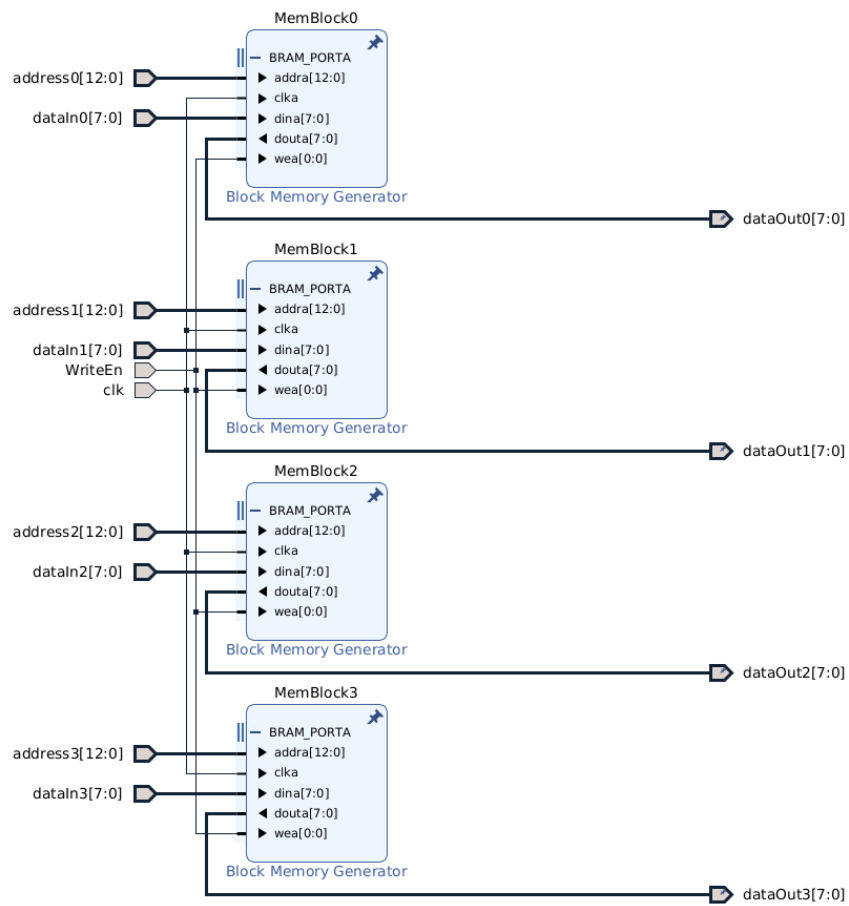 MemBlock0
BRAM_PORTA
address0[12:0]
addra[12:0]
clka
dataIn0[7:0]
dina[7:0]
douta[7:0]
wea[0:0]
Block Memory Generator
dataOut0[7:0]
MemBlock1
BRAM_PORTA
address1[12:0]
addra[12:0]
clka
dataIn1[7:0]
dina[7:0]
WriteEn
douta[7:0]
clk
wea[0:0]
Block Memory Generator
dataOut1[7:0]
MemBlock2
BRAM_PORTA
address2[12:0]
addra[12:0]
clka
dataIn2[7:0]
dina[7:0]
douta[7:0]
wea[0:0]
Block Memory Generator
dataOut2[7:0]
MemBlock3
BRAM_PORTA
address3[12:0]
addra[12:0]
clka
dataIn3[7:0]
dina[7:0]
douta[7:0]
wea[0:0]
Block Memory Generator
dataOut3[7:0]